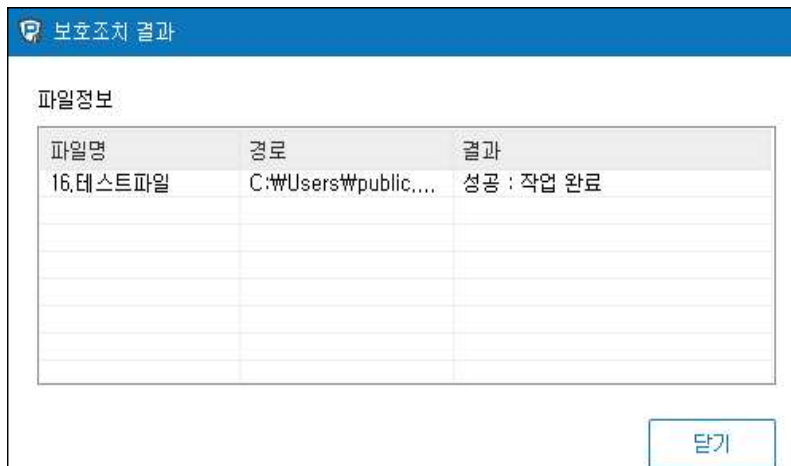 보호조치 결과
파일정보
파일명 경로 결과
16.테스트파일 C:₩Users₩public.... 성공 : 작업 완료
닫기